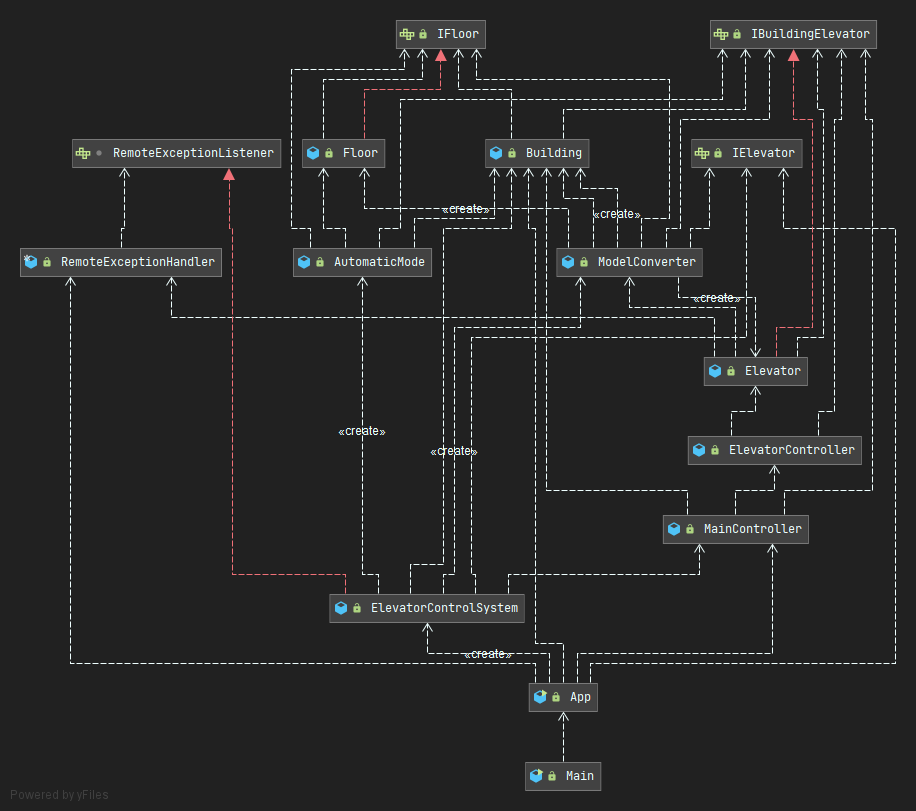 IFloor
IBuildingElevator
RemoteExceptionListener
Floor
Building
IElevator
«create»
«create»
RemoteExceptionHandler
AutomaticMode
ModelConverter
«create»
Elevator
«create»
«create»
ElevatorController
MainController
ElevatorControlSystem
«create»
App
Main
Powered by yFiles